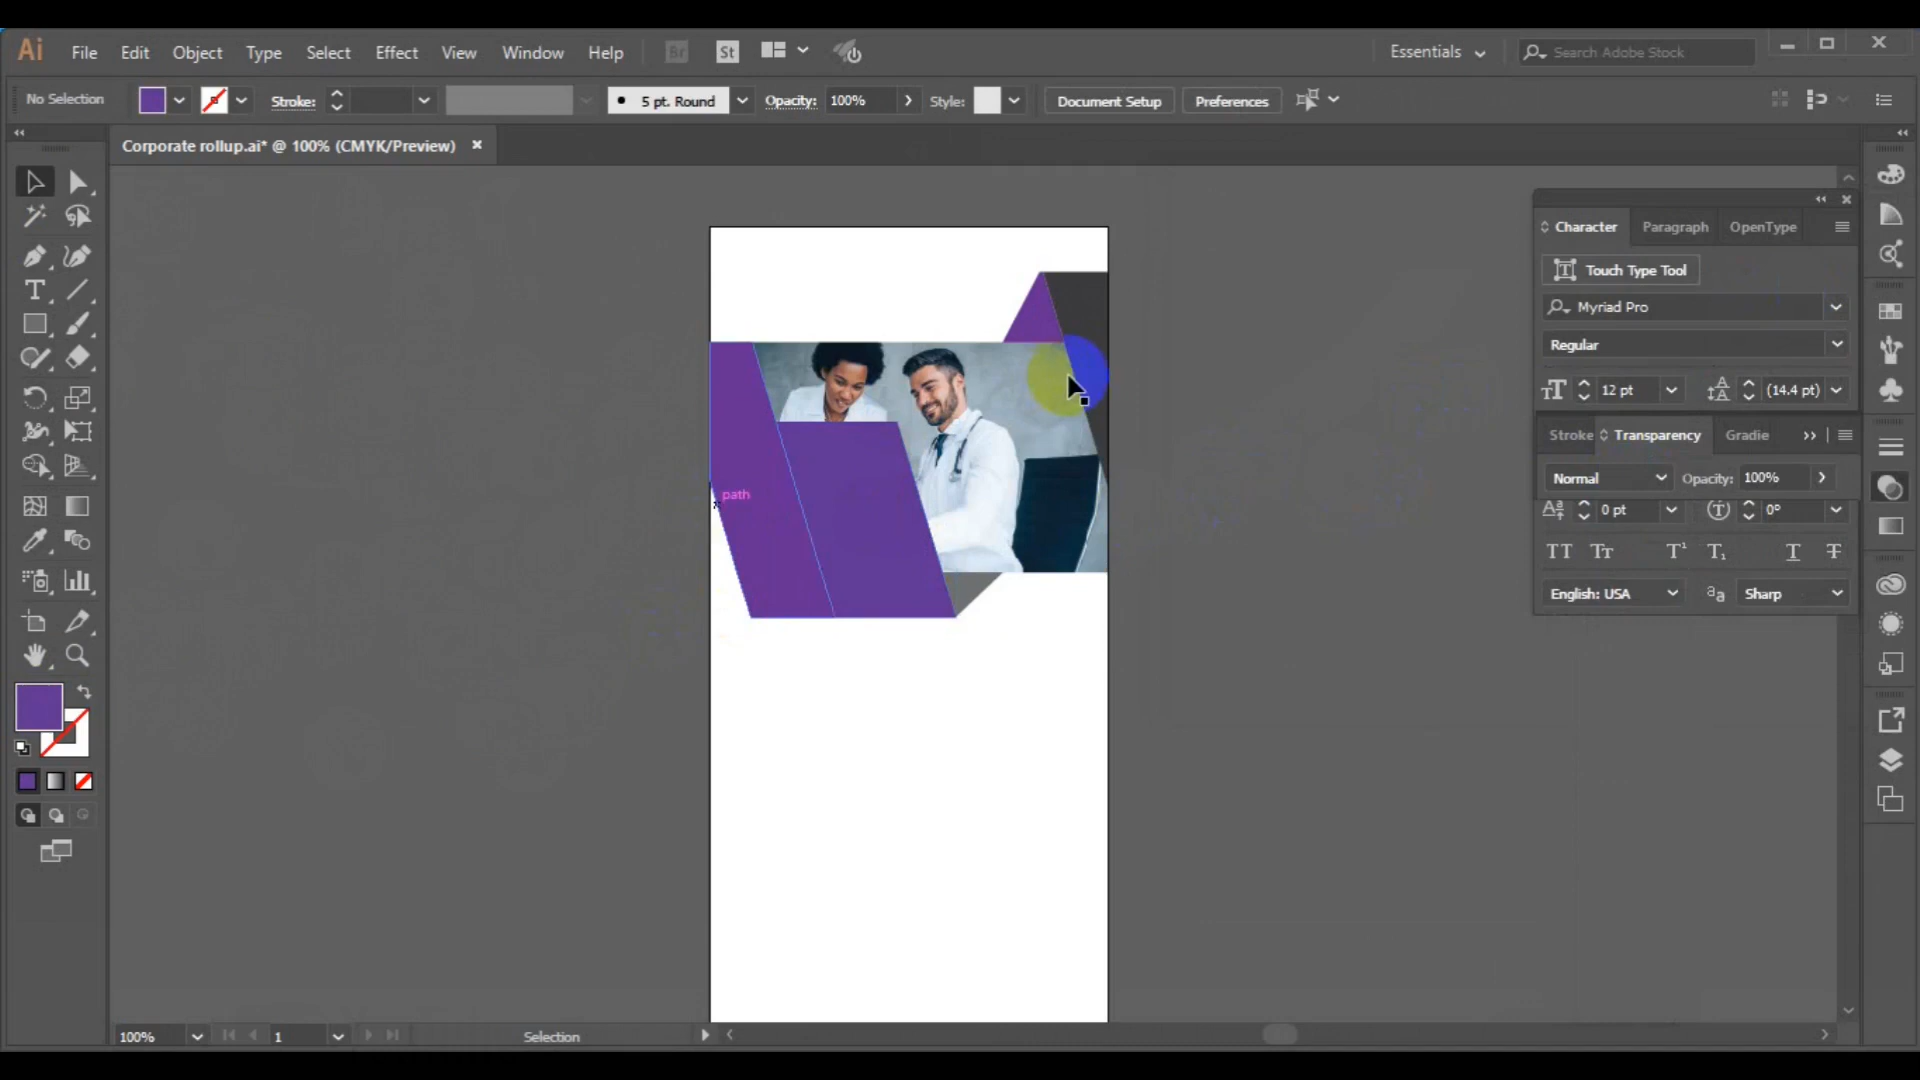 Ai File Edit Object Type Select Effect View Window Help Br St Essentials Search Adobe Stock
No Selection Stroke: 5 pt. Round Opacity: 100% Style: Document Setup Preferences
Corporate rollup.ai* @ 100% (CMYK/Preview)
Character Paragraph OpenType
Touch Type Tool
Myriad Pro
Regular
12 pt (14.4 pt)
Stroke Transparency Gradie
Normal Opacity: 100%
0 pt 0°
English: USA Sharp
path
100% 1 Selection